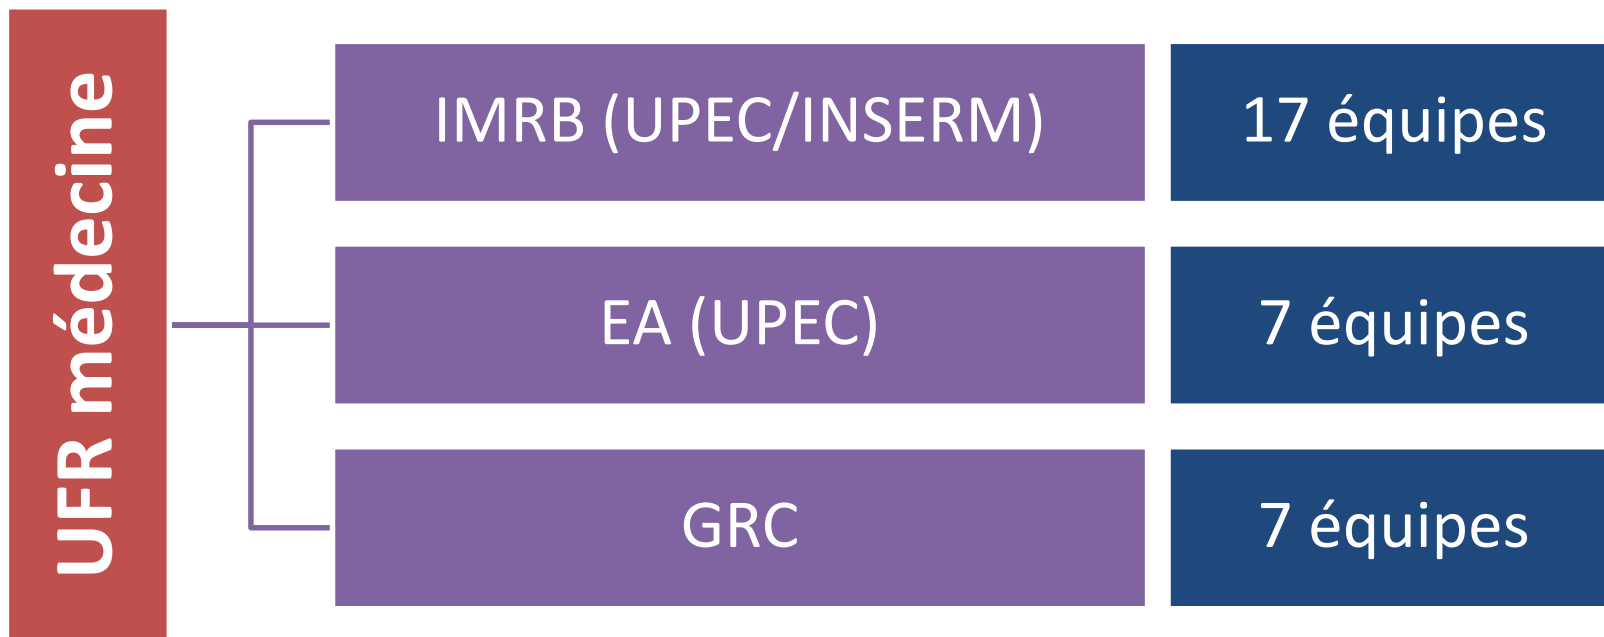 UFR médecine
IMRB (UPEC/INSERM)
17 équipes
EA (UPEC)
7 équipes
GRC
7 équipes